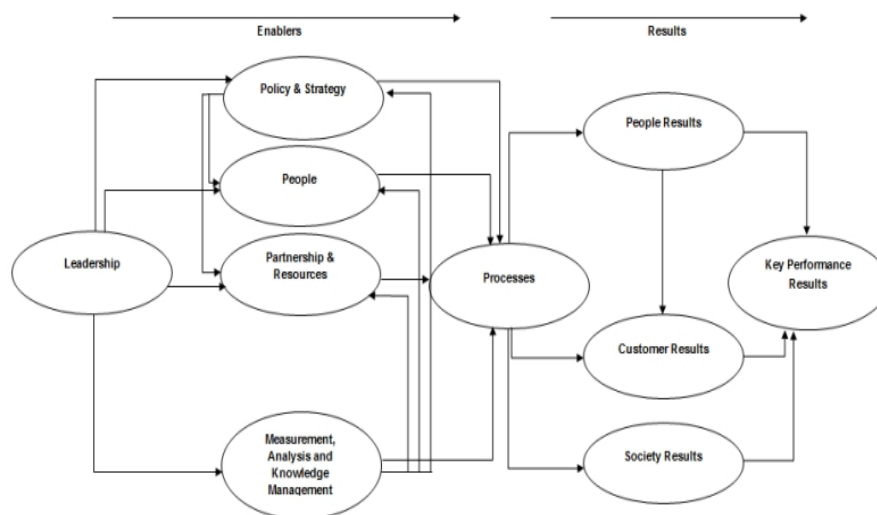 Enablers
Results
Policy & Strategy
People Results
People
Leadership
Partnership &
Resources
Processes
Key Performance
Results
Customer Results
Measurement,
Analysis and
Knowledge
Management
Society Results